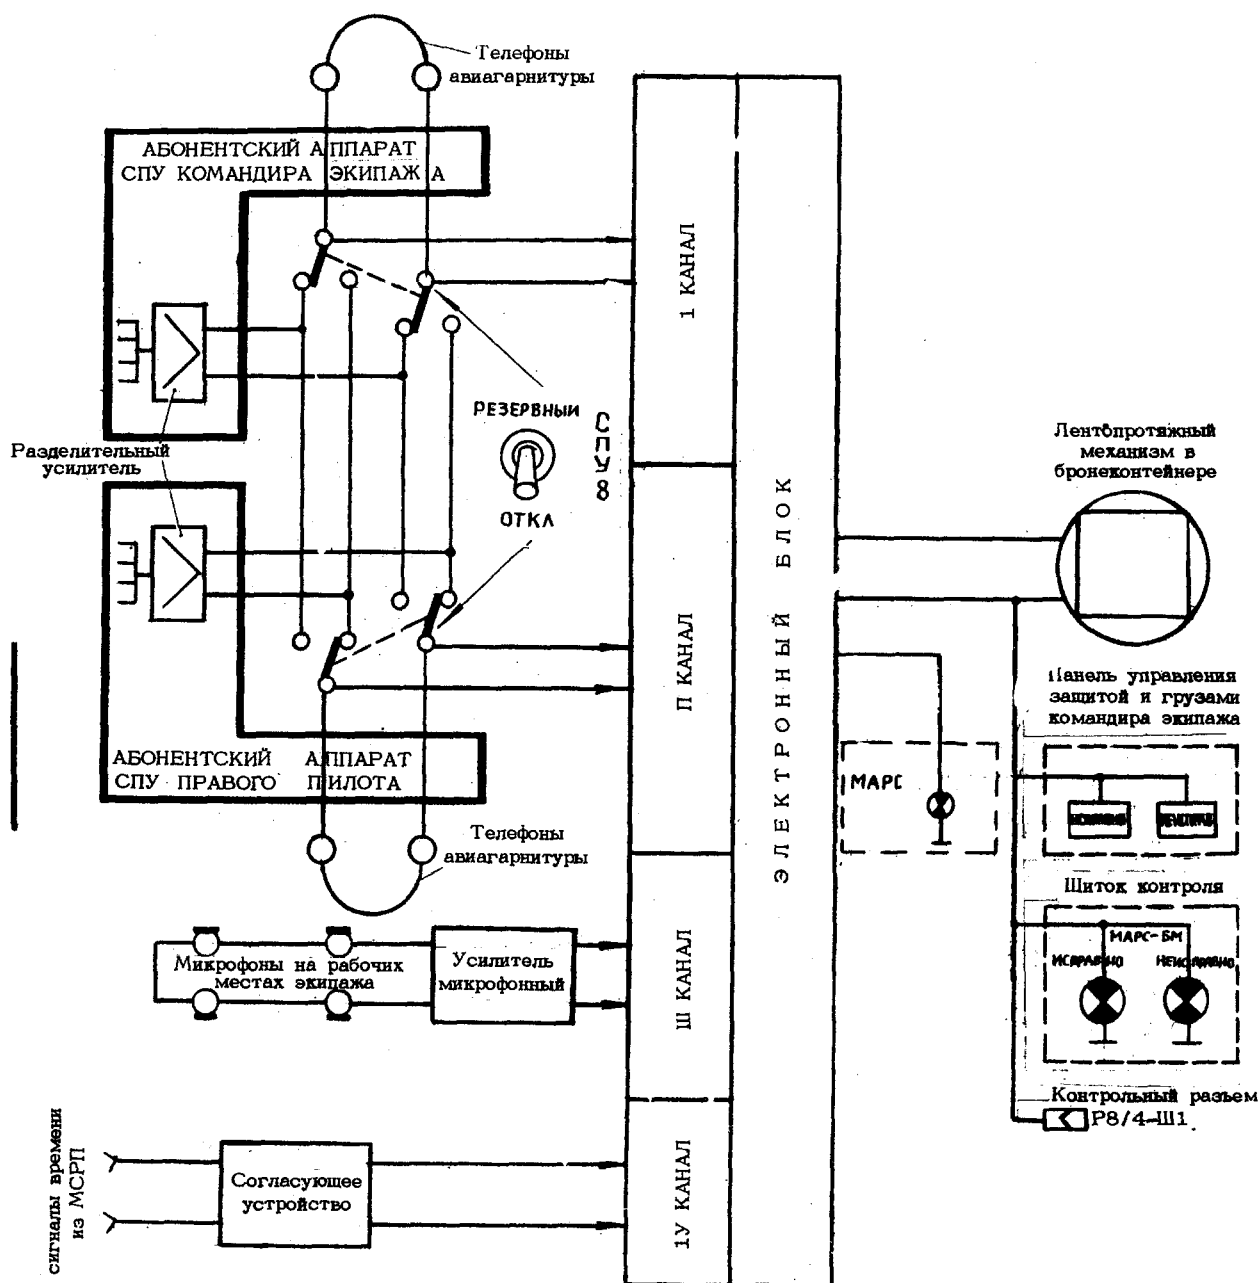 Телефоны
авиагарнитуры
АБОНЕНТСКИЙ АППАРАТ
СПУ КОМАНДИРА ЭКИПАЖА
1 КАНАЛ
РЕЗЕРВНЫЙ
СПУ8
ОТКЛ
Разделительный
усилитель
Лентопротяжный
механизм в
бронеконтейнере
ЭЛЕКТРОННЫЙ БЛОК
П КАНАЛ
Панель управления
защитой и грузами
командира экипажа
АБОНЕНТСКИЙ АППАРАТ
СПУ ПРАВОГО ПИЛОТА
МАРС
Телефоны
авиагарнитуры
Щиток контроля
МАРС-БМ
ИСПРАВНО НЕИСПРАВНО
Микрофоны на рабочих
местах экипажа
Усилитель
микрофонный
Ш КАНАЛ
Контрольный разъем
Р8/4-Ш1
сигналы времени
из МСРП
Согласующее
устройство
1У КАНАЛ